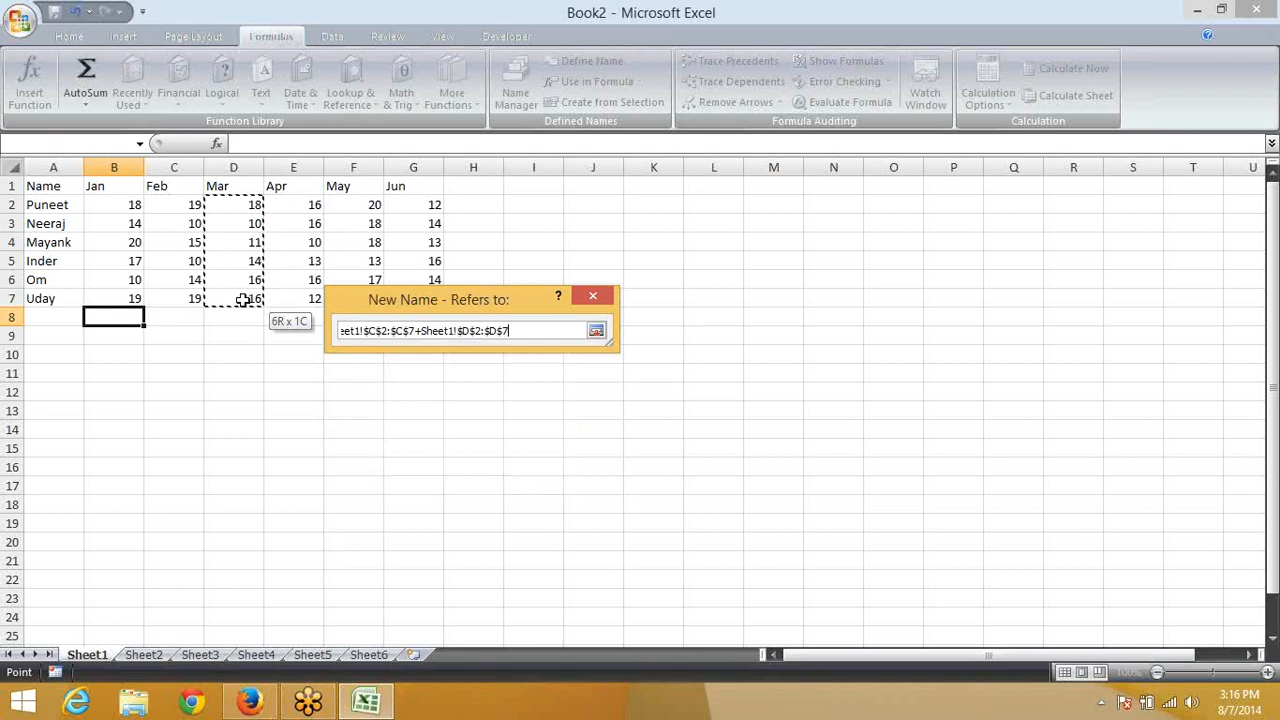 Book2 - Microsoft Excel
Home Insert Page Layout Formulas Data Review View Developer
Insert Function
AutoSum
Recently Used
Financial
Logical
Text
Date & Time
Lookup & Reference
Math & Trig
More Functions
Function Library
Name Manager
Define Name
Use in Formula
Create from Selection
Defined Names
Trace Precedents
Trace Dependents
Remove Arrows
Show Formulas
Error Checking
Evaluate Formula
Formula Auditing
Watch Window
Calculation Options
Calculate Now
Calculate Sheet
Calculation
fx
A B C D E F G H I J K L M N O P Q R S T U
1 Name Jan Feb Mar Apr May Jun
2 Puneet 18 19 18 16 20 12
3 Neeraj 14 10 10 16 18 14
4 Mayank 20 15 11 10 18 13
5 Inder 17 10 14 13 13 16
6 Om 10 14 16 16 17 14
7 Uday 19 19 16 12
New Name - Refers to:
?
:et1!$C$2:$C$7+Sheet1!$D$2:$D$7
6R x 1C
8
9
10
11
12
13
14
15
16
17
18
19
20
21
22
23
24
25
Sheet1 Sheet2 Sheet3 Sheet4 Sheet5 Sheet6
Point
100%
3:16 PM
8/7/2014